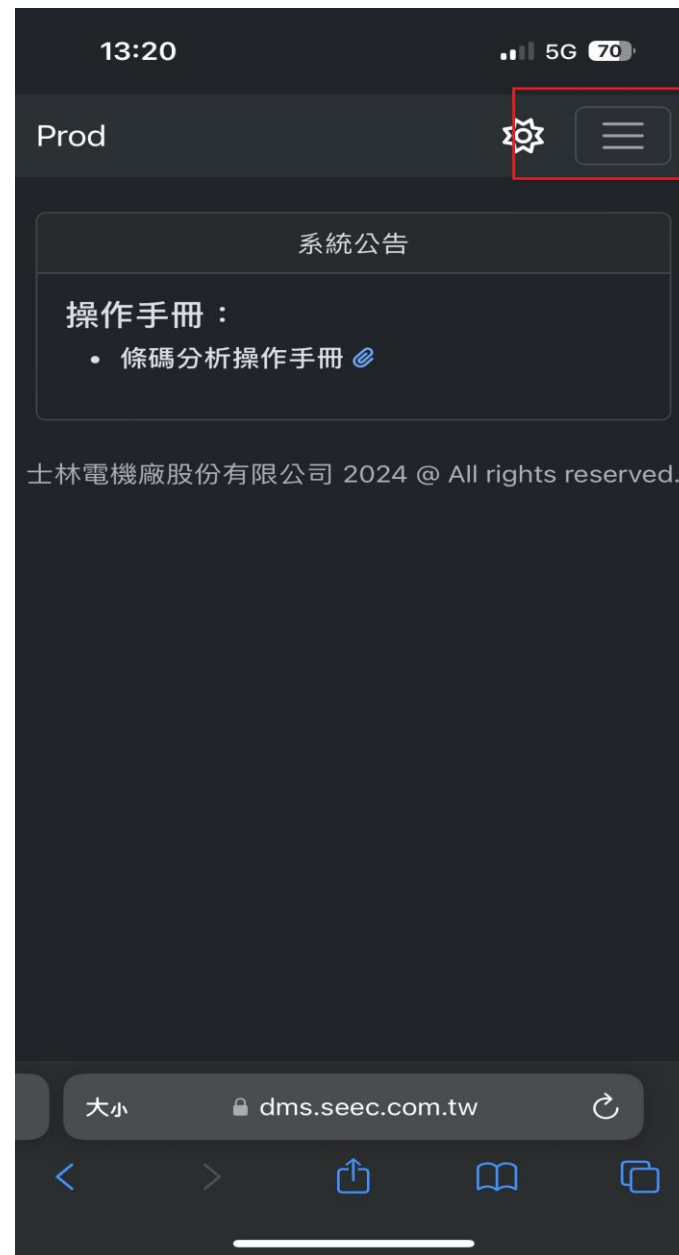 13:20
5G 70
Prod
系統公告
操作手冊：
• 條碼分析操作手冊
士林電機廠股份有限公司 2024 @ All rights reserved.
大小 dms.seec.com.tw